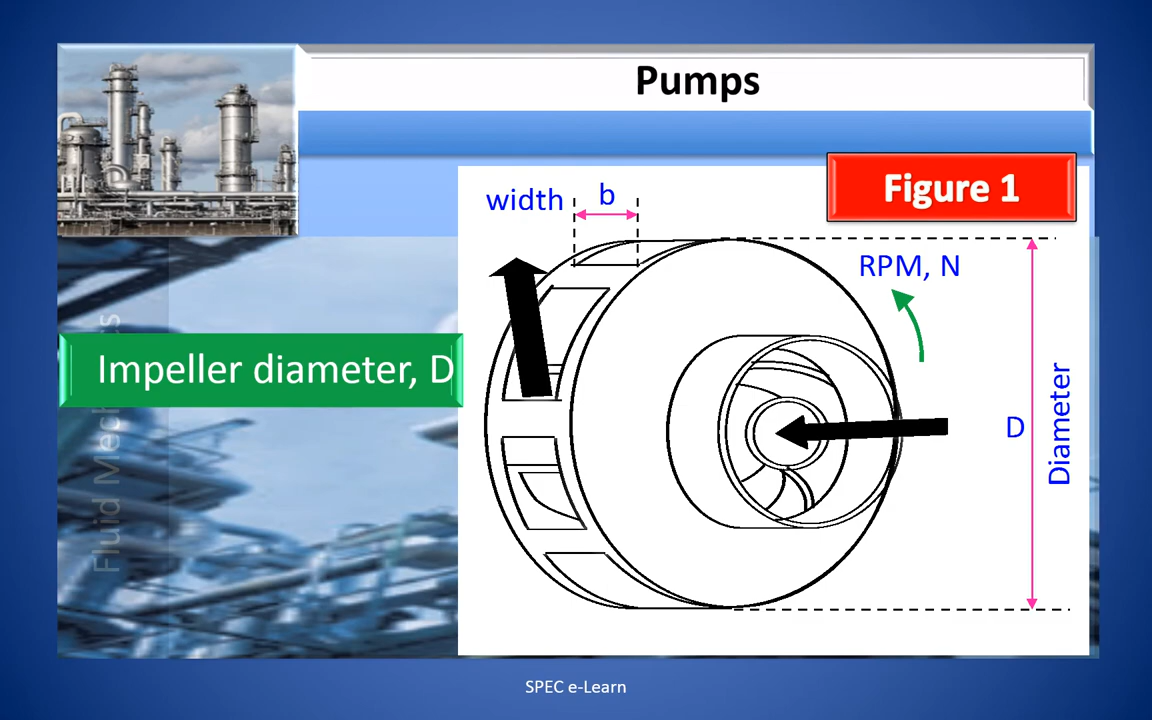 Pumps
Figure 1
width
b
RPM, N
Impeller diameter, D
D
Diameter
Fluid Mechanics
SPEC e-Learn